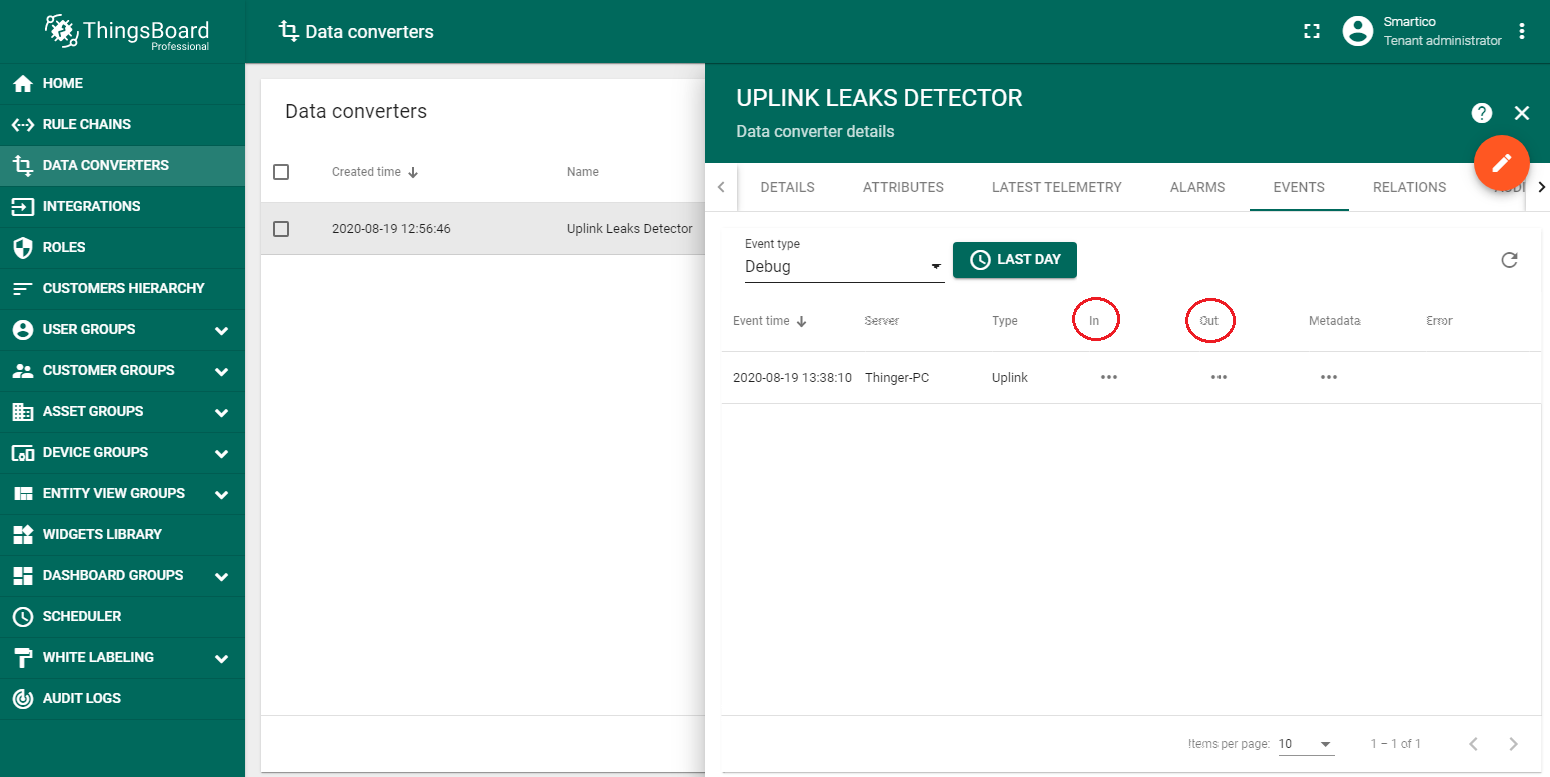 ThingsBoard
Professional
Data converters
Smartico
Tenant administrator
HOME
RULE CHAINS
DATA CONVERTERS
INTEGRATIONS
ROLES
CUSTOMERS HIERARCHY
USER GROUPS
CUSTOMER GROUPS
ASSET GROUPS
DEVICE GROUPS
ENTITY VIEW GROUPS
WIDGETS LIBRARY
DASHBOARD GROUPS
SCHEDULER
WHITE LABELING
AUDIT LOGS
Data converters
Created time Name
2020-08-19 12:56:46 Uplink Leaks Detector
UPLINK LEAKS DETECTOR
Data converter details
?
DETAILS ATTRIBUTES LATEST TELEMETRY ALARMS EVENTS RELATIONS
Event type
Debug
LAST DAY
Event time Server Type In Out Metadata Error
2020-08-19 13:38:10 Thinger-PC Uplink ••• ••• •••
Items per page: 10 1 – 1 of 1